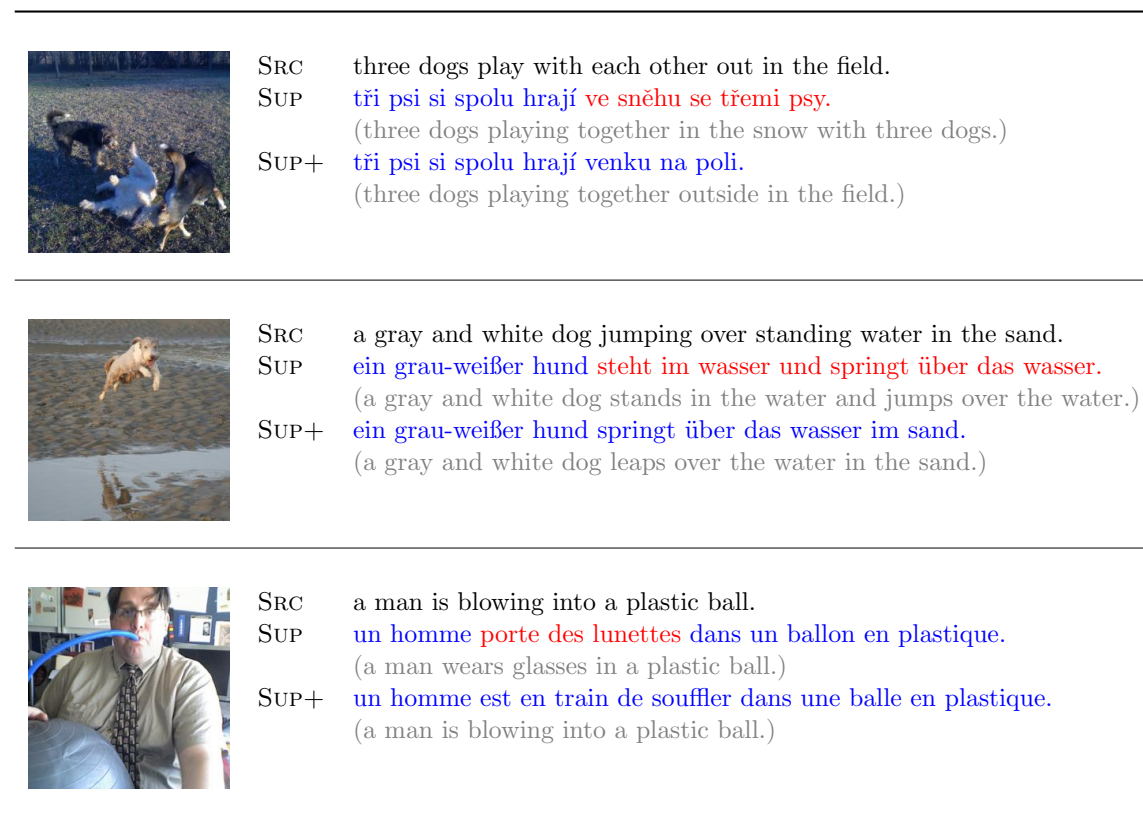 SRC three dogs play with each other out in the field.
SUP tři psi si spolu hrají ve sněhu se třemi psy.
(three dogs playing together in the snow with three dogs.)
SUP+ tři psi si spolu hrají venku na poli.
(three dogs playing together outside in the field.)
SRC a gray and white dog jumping over standing water in the sand.
SUP ein grau-weißer hund steht im wasser und springt über das wasser.
(a gray and white dog stands in the water and jumps over the water.)
SUP+ ein grau-weißer hund springt über das wasser im sand.
(a gray and white dog leaps over the water in the sand.)
SRC a man is blowing into a plastic ball.
SUP un homme porte des lunettes dans un ballon en plastique.
(a man wears glasses in a plastic ball.)
SUP+ un homme est en train de souffler dans une balle en plastique.
(a man is blowing into a plastic ball.)